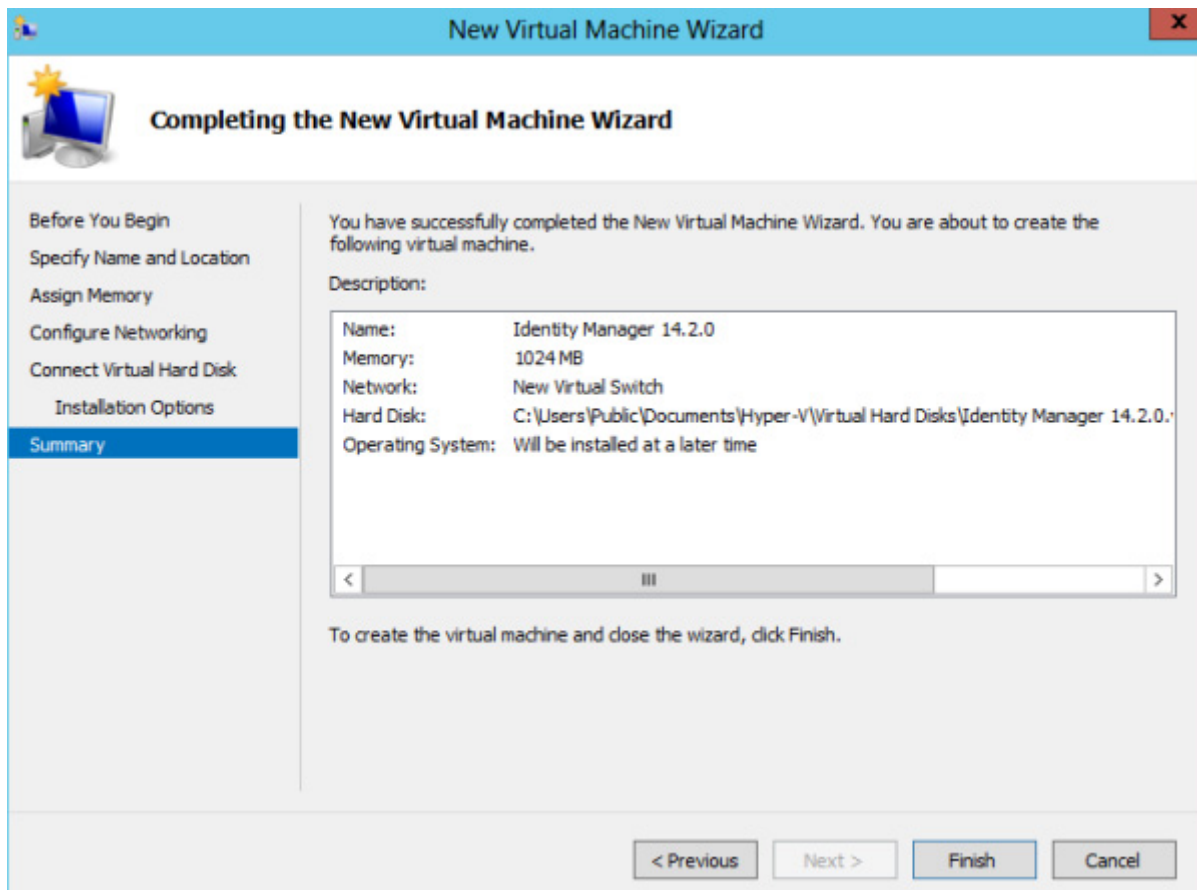 New Virtual Machine Wizard
x
Completing the New Virtual Machine Wizard
Before You Begin
Specify Name and Location
Assign Memory
Configure Networking
Connect Virtual Hard Disk
Installation Options
Summary
You have successfully completed the New Virtual Machine Wizard. You are about to create the
following virtual machine.
Description:
Name: Identity Manager 14.2.0
Memory: 1024 MB
Network: New Virtual Switch
Hard Disk: C:\Users\Public\Documents\Hyper-V\Virtual Hard Disks\Identity Manager 14.2.0.
Operating System: Will be installed at a later time
To create the virtual machine and close the wizard, click Finish.
< Previous
Next >
Finish
Cancel